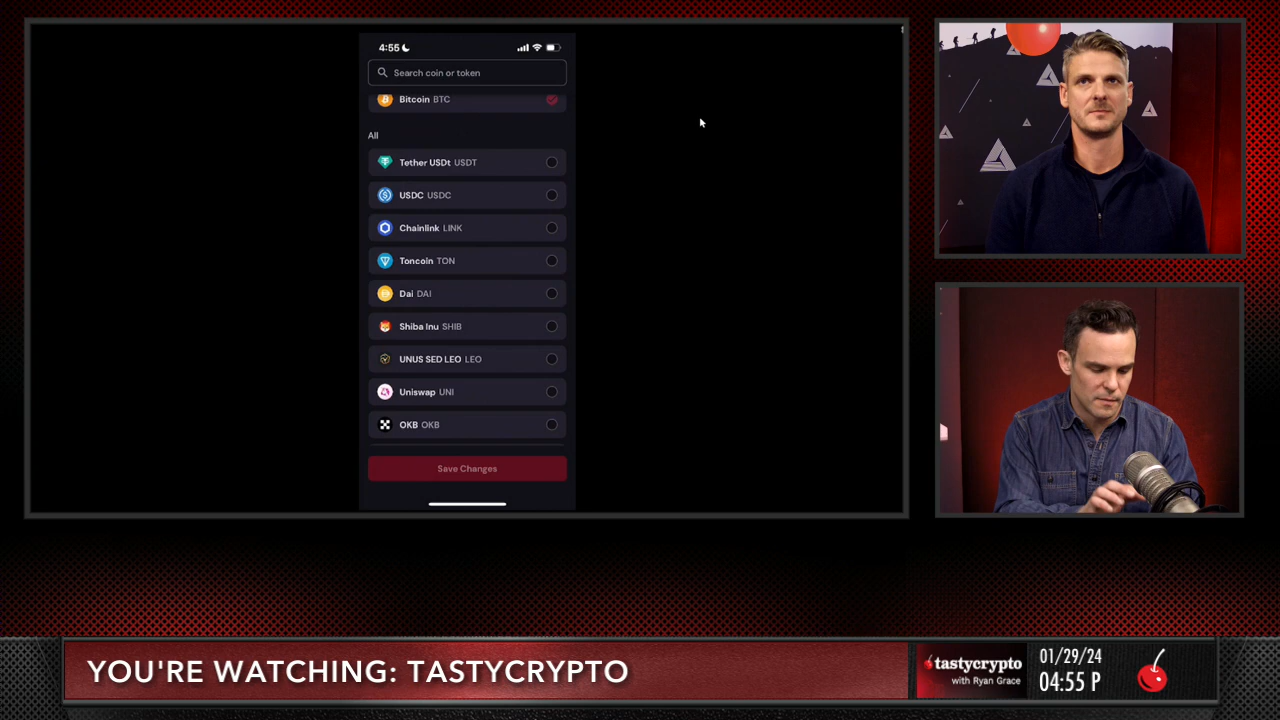 4:55
Search coin or token
Bitcoin BTC
All
Tether USDt USDT
USDC USDC
Chainlink LINK
Toncoin TON
Dai DAI
Shiba Inu SHIB
UNUS SED LEO LEO
Uniswap UNI
OKB OKB
Save Changes
YOU'RE WATCHING: TASTYCRYPTO
tastycrypto
with Ryan Grace
01/29/24
04:55 P